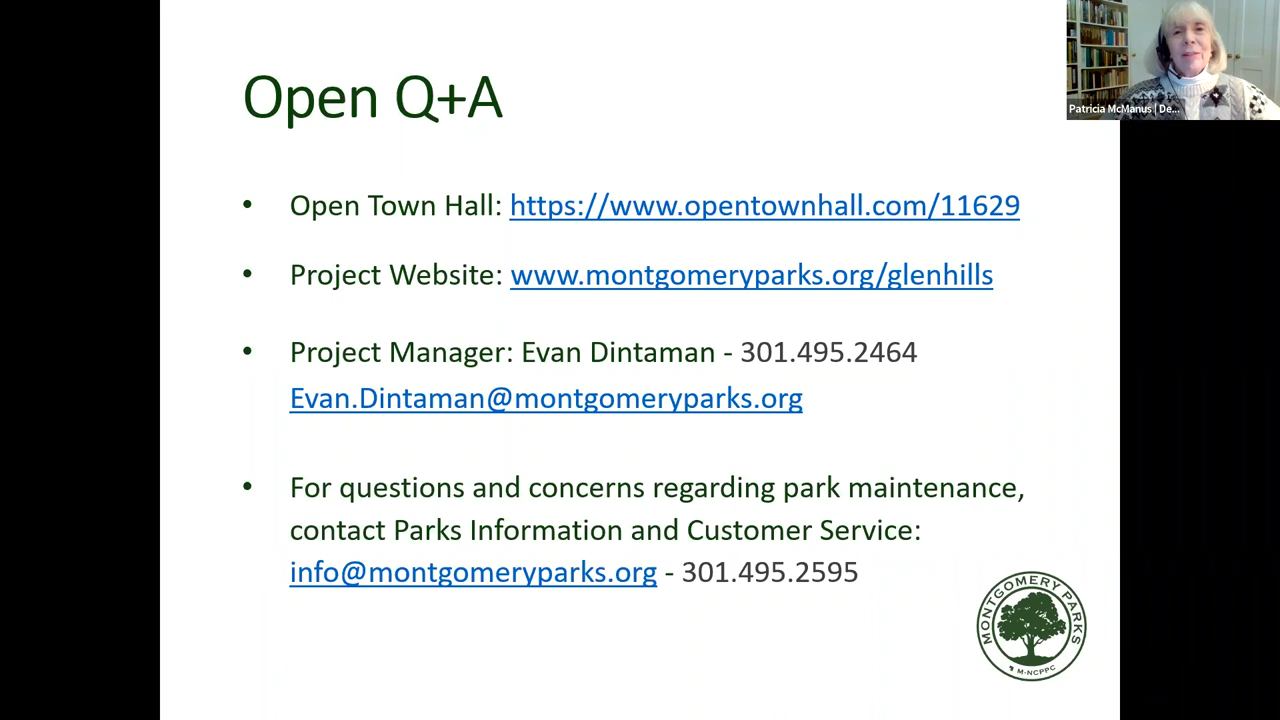 Open Q+A
Patricia McManus | De...
• Open Town Hall: https://www.opentownhall.com/11629
• Project Website: www.montgomeryparks.org/glenhills
• Project Manager: Evan Dintaman - 301.495.2464
Evan.Dintaman@montgomeryparks.org
• For questions and concerns regarding park maintenance,
contact Parks Information and Customer Service:
info@montgomeryparks.org - 301.495.2595
MONTGOMERY PARKS
M-NCPPC